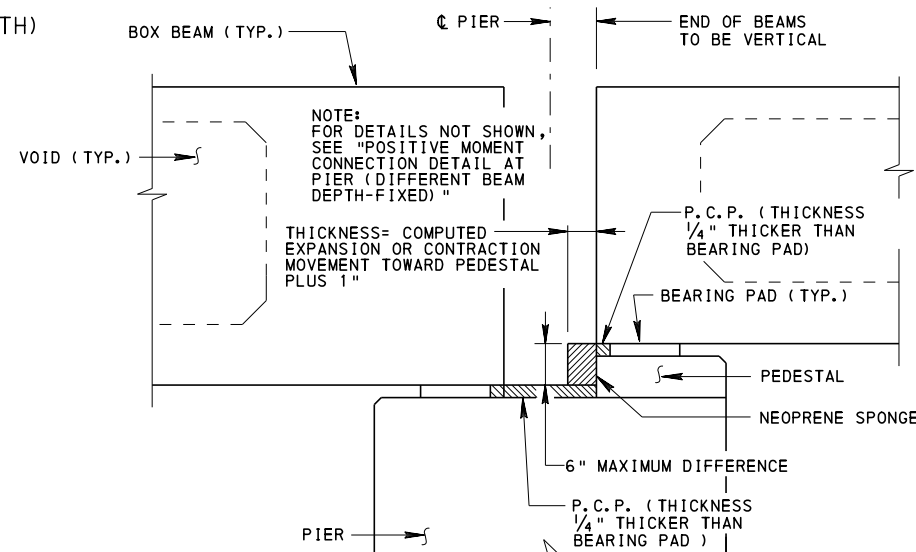 TH)
BOX BEAM (TYP.)
℄ PIER
END OF BEAMS
TO BE VERTICAL
NOTE:
FOR DETAILS NOT SHOWN,
SEE "POSITIVE MOMENT
CONNECTION DETAIL AT
PIER (DIFFERENT BEAM
DEPTH-FIXED)"
VOID (TYP.)
THICKNESS= COMPUTED
EXPANSION OR CONTRACTION
MOVEMENT TOWARD PEDESTAL
PLUS 1"
P.C.P. (THICKNESS
1/4" THICKER THAN
BEARING PAD)
BEARING PAD (TYP.)
PEDESTAL
NEOPRENE SPONGE
6" MAXIMUM DIFFERENCE
P.C.P. (THICKNESS
1/4" THICKER THAN
BEARING PAD )
PIER